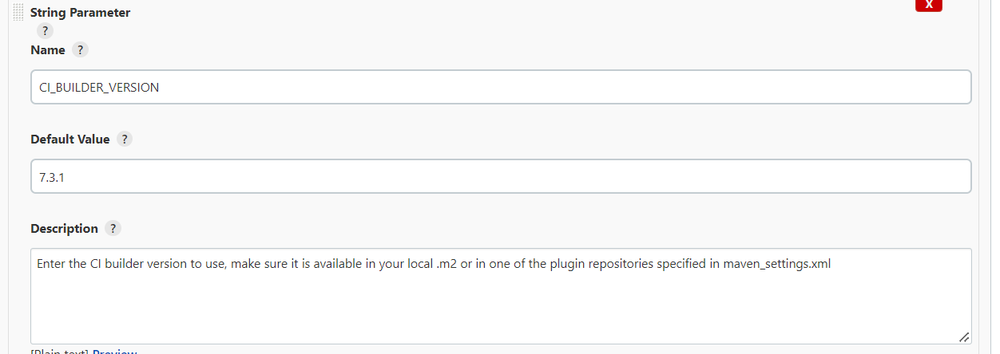 String Parameter
X
?
Name ?
CI_BUILDER_VERSION
Default Value ?
7.3.1
Description ?
Enter the CI builder version to use, make sure it is available in your local .m2 or in one of the plugin repositories specified in maven_settings.xml
[Plain text] Preview